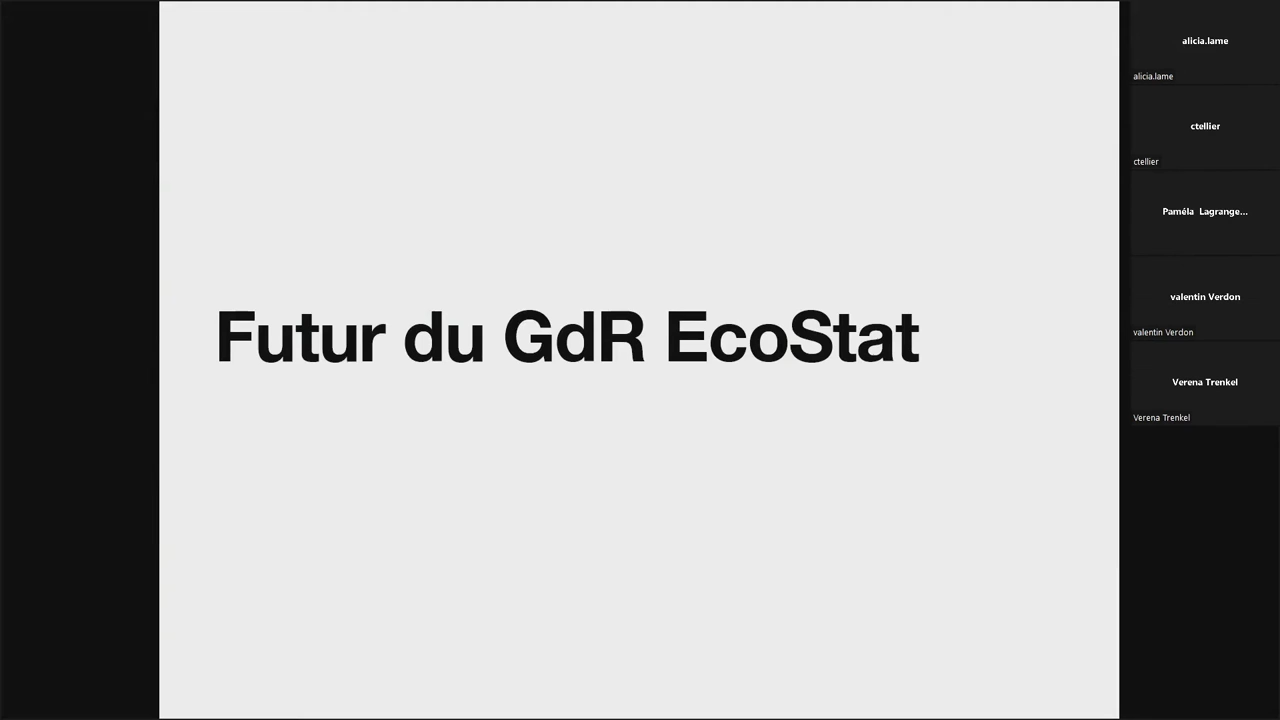 Futur du GdR EcoStat
alicia.lame
alicia.lame
ctellier
ctellier
Paméla Lagrange...
valentin Verdon
valentin Verdon
Verena Trenkel
Verena Trenkel